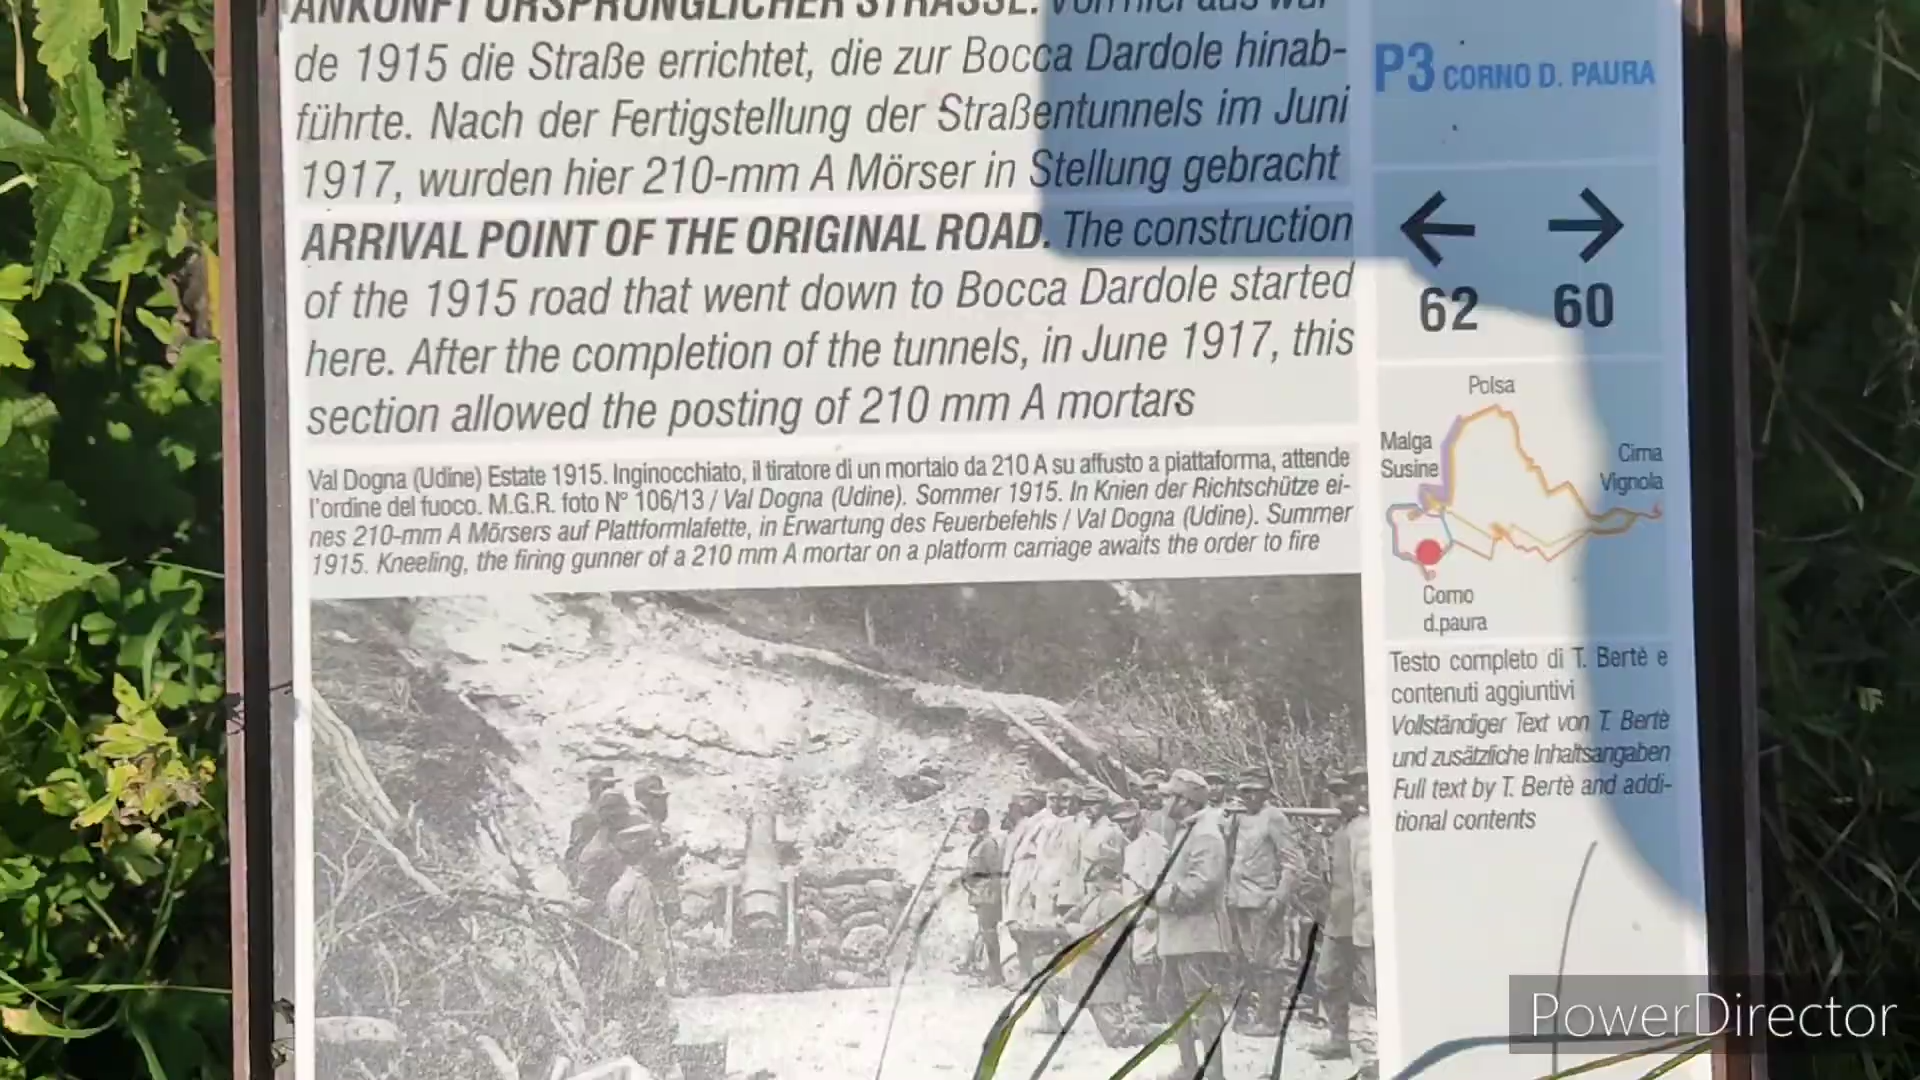 ANKUNFT URSPRÜNGLICHER STRASSE. Von hier aus wur-
de 1915 die Straße errichtet, die zur Bocca Dardole hinab-
führte. Nach der Fertigstellung der Straßentunnels im Juni
1917, wurden hier 210-mm A Mörser in Stellung gebracht
ARRIVAL POINT OF THE ORIGINAL ROAD. The construction
of the 1915 road that went down to Bocca Dardole started
here. After the completion of the tunnels, in June 1917, this
section allowed the posting of 210 mm A mortars
Val Dogna (Udine) Estate 1915. Inginocchiato, il tiratore di un mortaio da 210 A su affusto a piattaforma, attende
l'ordine del fuoco. M.G.R. foto N° 106/13 / Val Dogna (Udine). Sommer 1915. In Knien der Richtschütze ei-
nes 210-mm A Mörsers auf Plattformlafette, in Erwartung des Feuerbefehls / Val Dogna (Udine). Summer
1915. Kneeling, the firing gunner of a 210 mm A mortar on a platform carriage awaits the order to fire
P3 CORNO D. PAURA
← →
62 60
Polsa
Malga
Susine
Cima
Vignola
Corno
d.paura
Testo completo di T. Bertè e
contenuti aggiuntivi
Vollständiger Text von T. Bertè
und zusätzliche Inhaltsangaben
Full text by T. Bertè and addi-
tional contents
PowerDirector